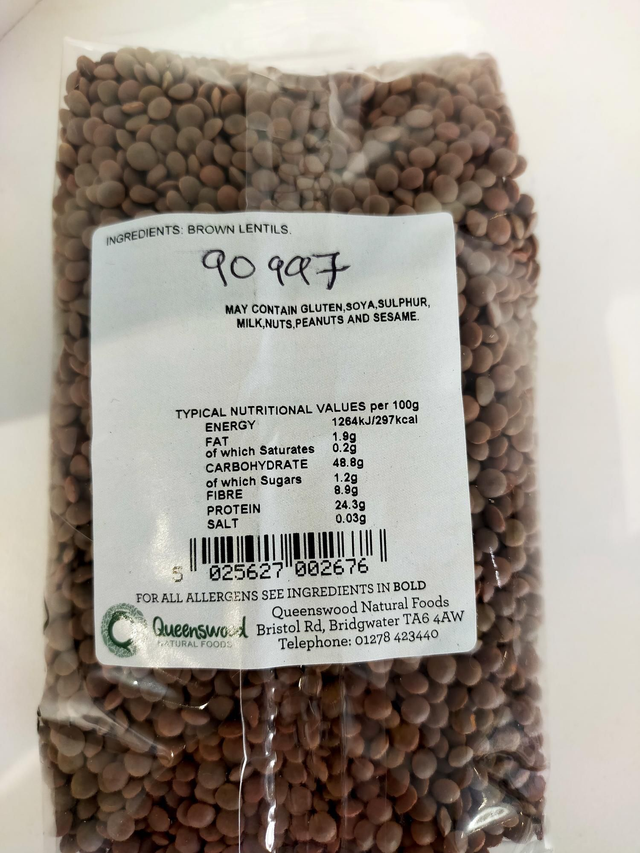 INGREDIENTS: BROWN LENTILS.
90997
MAY CONTAIN GLUTEN,SOYA,SULPHUR,
MILK,NUTS,PEANUTS AND SESAME.
TYPICAL NUTRITIONAL VALUES per 100g
ENERGY 1264kJ/297kcal
FAT 1.9g
of which Saturates 0.2g
CARBOHYDRATE 48.8g
of which Sugars 1.2g
FIBRE 8.9g
PROTEIN 24.3g
SALT 0.03g
5 025627 002676
FOR ALL ALLERGENS SEE INGREDIENTS IN BOLD
Queenswood
NATURAL FOODS
Queenswood Natural Foods
Bristol Rd, Bridgwater TA6 4AW
Telephone: 01278 423440